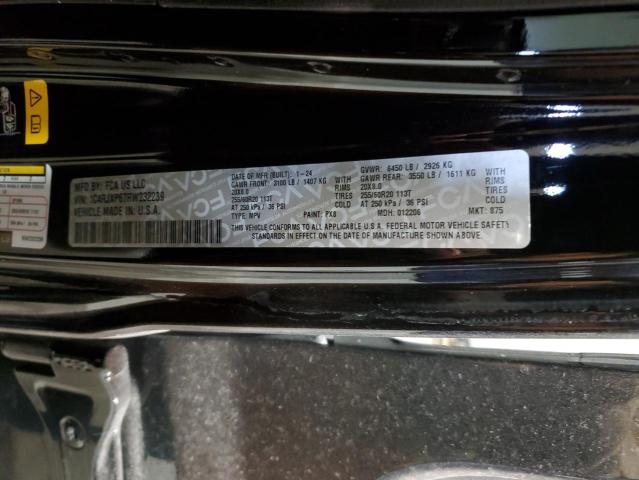 MFD BY: FCA US LLC
VIN: 1C4RJXP67RW232239
VEHICLE MADE IN: U.S.A.
DATE OF MFR (BUILT): 1-24
GAWR FRONT: 3100 LB / 1407 KG WITH
20X8.0 RIMS
255/60R20 113T TIRES
AT 250 kPa / 36 PSI COLD
TYPE: MPV PAINT: PX8
GVWR: 6450 LB / 2926 KG
GAWR REAR: 3550 LB / 1611 KG WITH
20X8.0 RIMS
255/60R20 113T TIRES
AT 250 kPa / 36 PSI COLD
MDH: 012206 MKT: 875
THIS VEHICLE CONFORMS TO ALL APPLICABLE U.S.A. FEDERAL MOTOR VEHICLE SAFETY
STANDARDS IN EFFECT ON THE DATE OF MANUFACTURE SHOWN ABOVE.
FCA